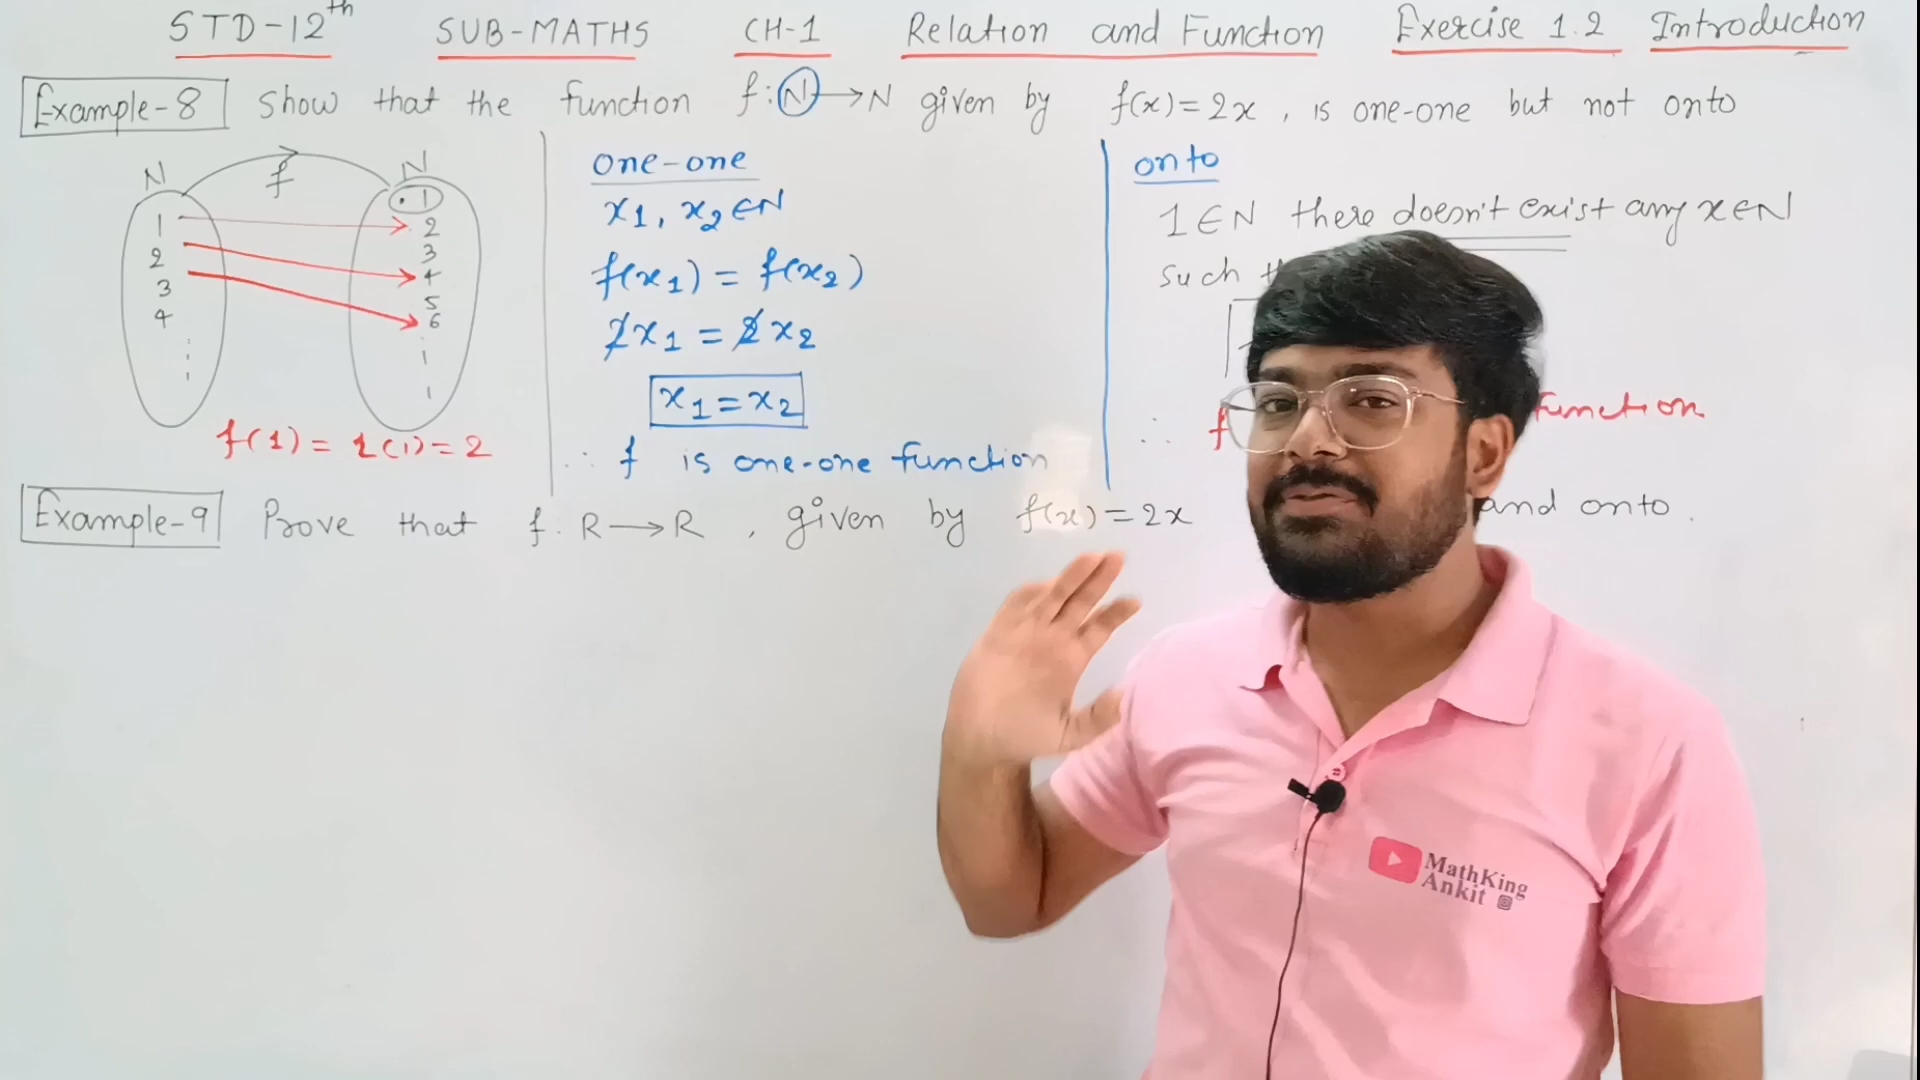 STD-12th SUB-MATHS CH-1 Relation and Function Exercise 1.2 Introduction
Example-8 Show that the function f:N→N given by f(x)=2x, is one-one but not onto
N f N
1
2
3
4
.1
2
3
4
5
6
f(1) = 2(1) = 2
one-one
x1, x2 ∈ N
f(x1) = f(x2)
2x1 = 2x2
x1 = x2
∴ f is one-one function
onto
1 ∈ N there doesn't exist any x ∈ N
such
∴ f function
Example-9 Prove that f: R→R, given by f(x)=2x and onto.
MathKing
Ankit